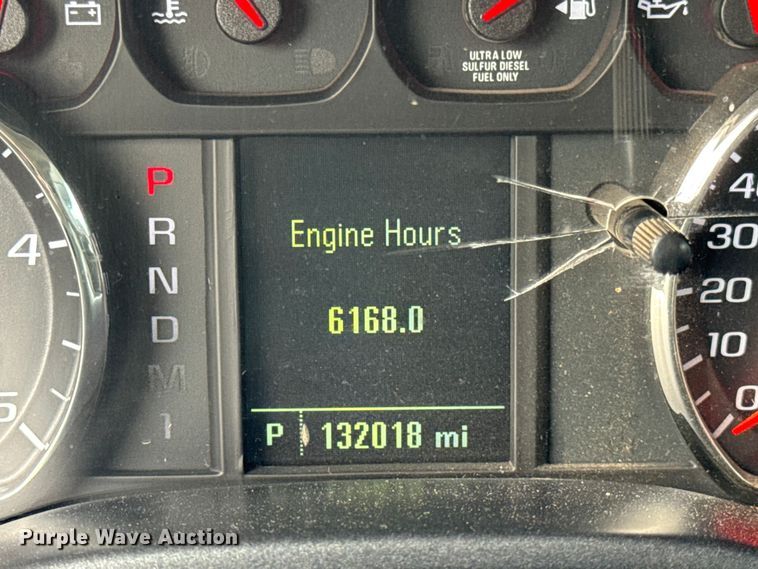 ULTRA LOW
SULFUR DIESEL
FUEL ONLY
P
R
N
D
M
1
4
5
Engine Hours
6168.0
P 132018 mi
40
30
20
10
0
Purple Wave Auction